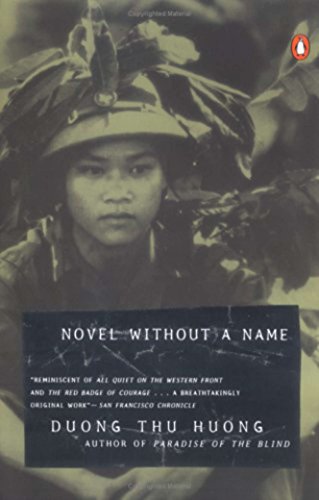 NOVEL WITHOUT A NAME
"REMINISCENT OF ALL QUIET ON THE WESTERN FRONT
AND THE RED BADGE OF COURAGE . . . A BREATHTAKINGLY
ORIGINAL WORK"— SAN FRANCISCO CHRONICLE
DUONG THU HUONG
AUTHOR OF PARADISE OF THE BLIND